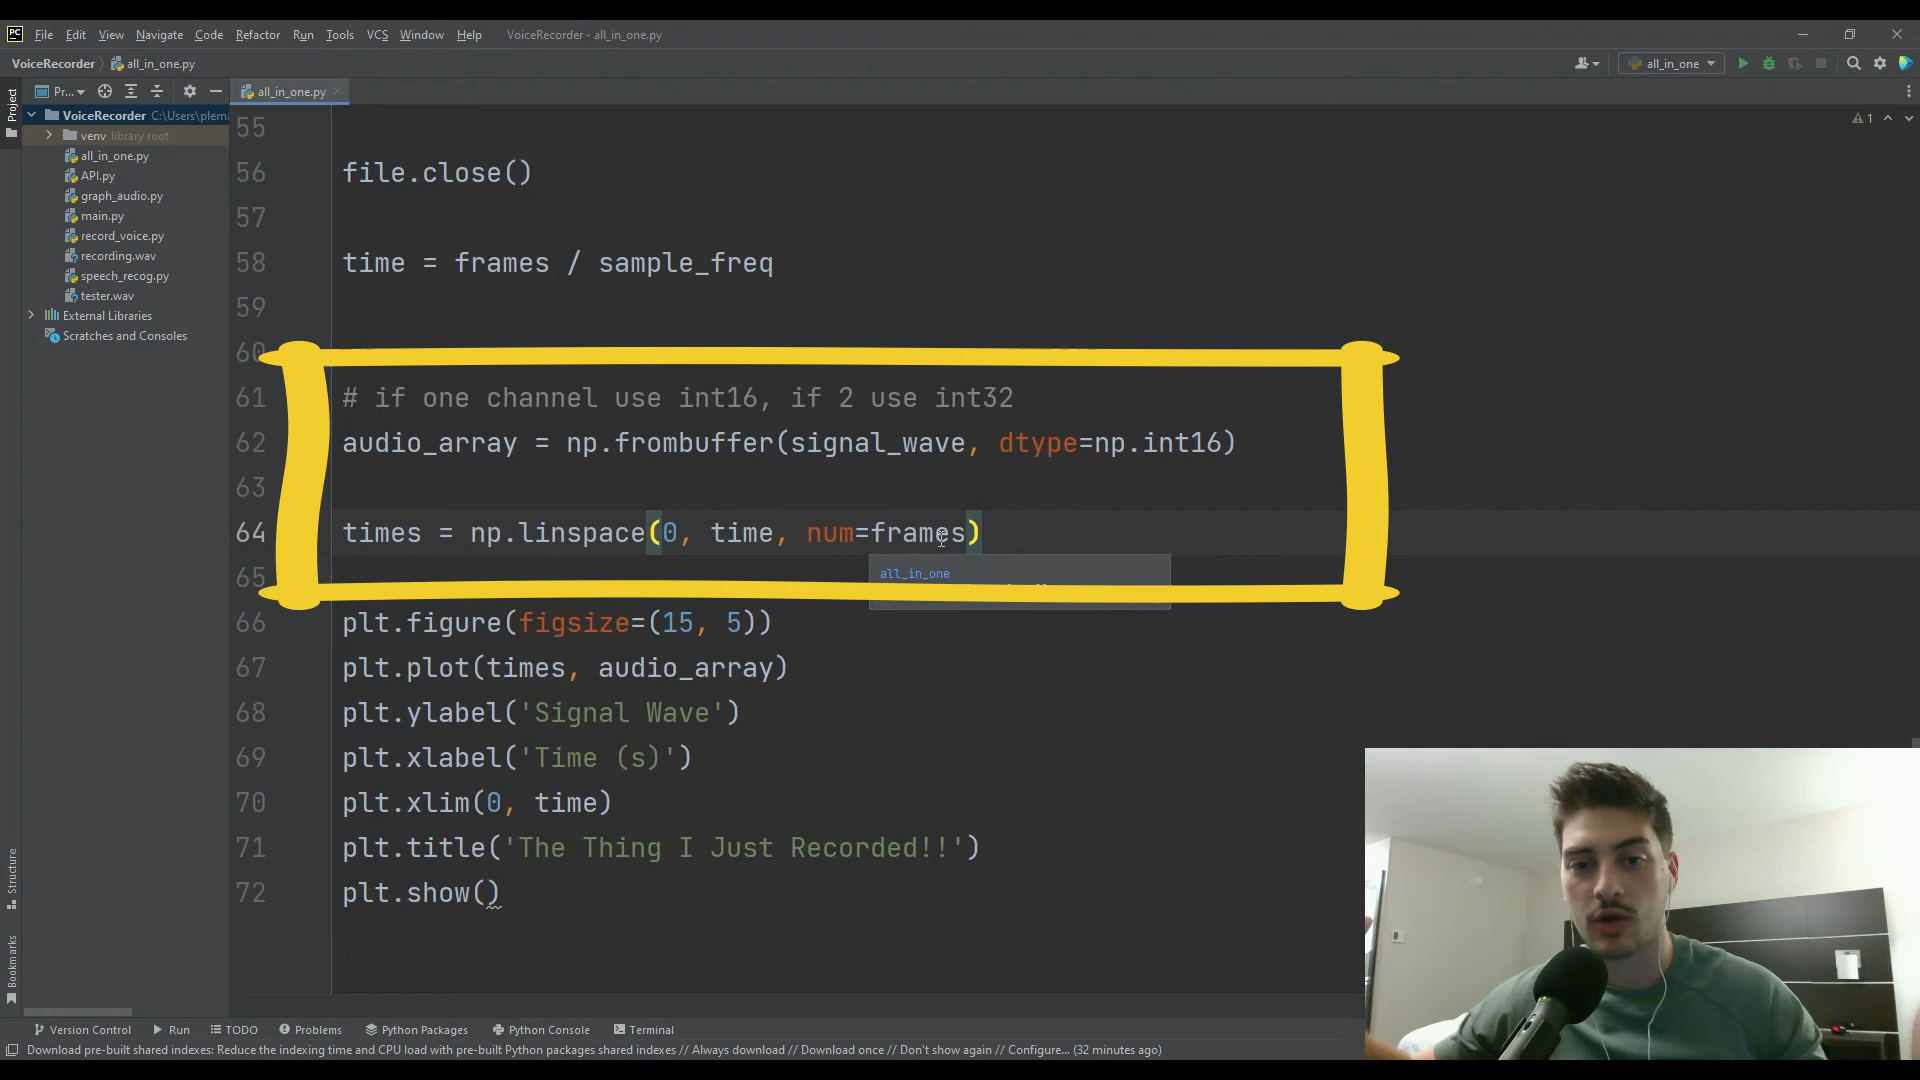 PC File Edit View Navigate Code Refactor Run Tools VCS Window Help VoiceRecorder - all_in_one.py
VoiceRecorder all_in_one.py all_in_one
Project
Pr... all_in_one.py
VoiceRecorder C:\Users\plema
venv library root
all_in_one.py
API.py
graph_audio.py
main.py
record_voice.py
recording.wav
speech_recog.py
tester.wav
External Libraries
Scratches and Consoles
1
55
56 file.close()
57
58 time = frames / sample_freq
59
60
61 # if one channel use int16, if 2 use int32
62 audio_array = np.frombuffer(signal_wave, dtype=np.int16)
63
64 times = np.linspace(0, time, num=frames)
all_in_one
65
66 plt.figure(figsize=(15, 5))
67 plt.plot(times, audio_array)
68 plt.ylabel('Signal Wave')
69 plt.xlabel('Time (s)')
70 plt.xlim(0, time)
71 plt.title('The Thing I Just Recorded!!')
72 plt.show()
Structure
Bookmarks
Version Control Run TODO Problems Python Packages Python Console Terminal
Download pre-built shared indexes: Reduce the indexing time and CPU load with pre-built Python packages shared indexes // Always download // Download once // Don't show again // Configure... (32 minutes ago)